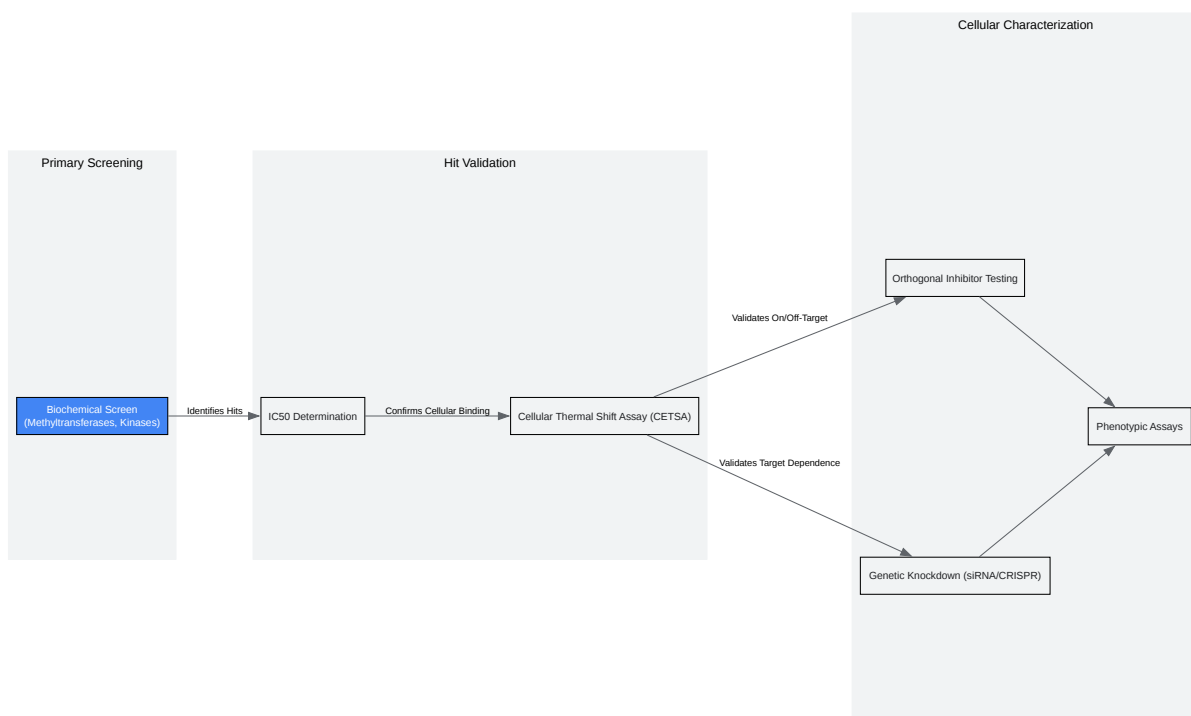 Primary Screening
Biochemical Screen
(Methyltransferases, Kinases)
Identifies Hits
Hit Validation
IC50 Determination
Confirms Cellular Binding
Cellular Thermal Shift Assay (CETSA)
Validates On/Off-Target
Validates Target Dependence
Cellular Characterization
Orthogonal Inhibitor Testing
Genetic Knockdown (siRNA/CRISPR)
Phenotypic Assays